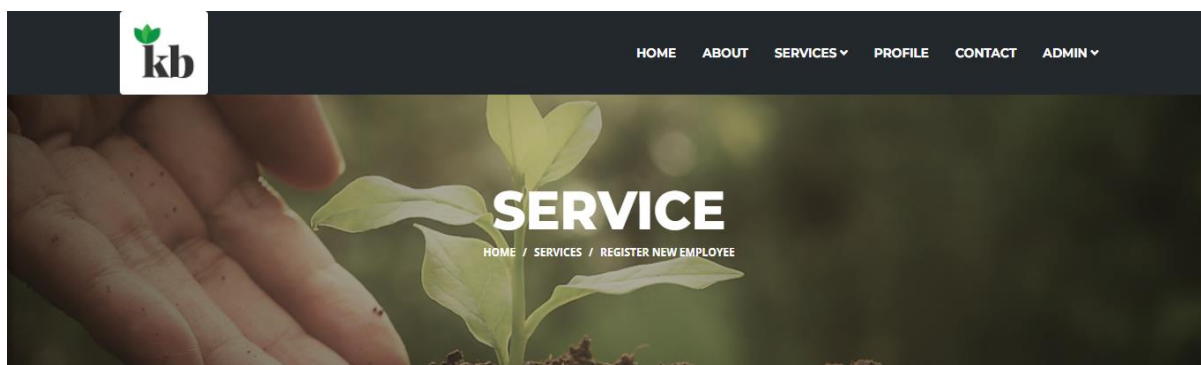 kb
HOME ABOUT SERVICES PROFILE CONTACT ADMIN
SERVICE
HOME / SERVICES / REGISTER NEW EMPLOYEE